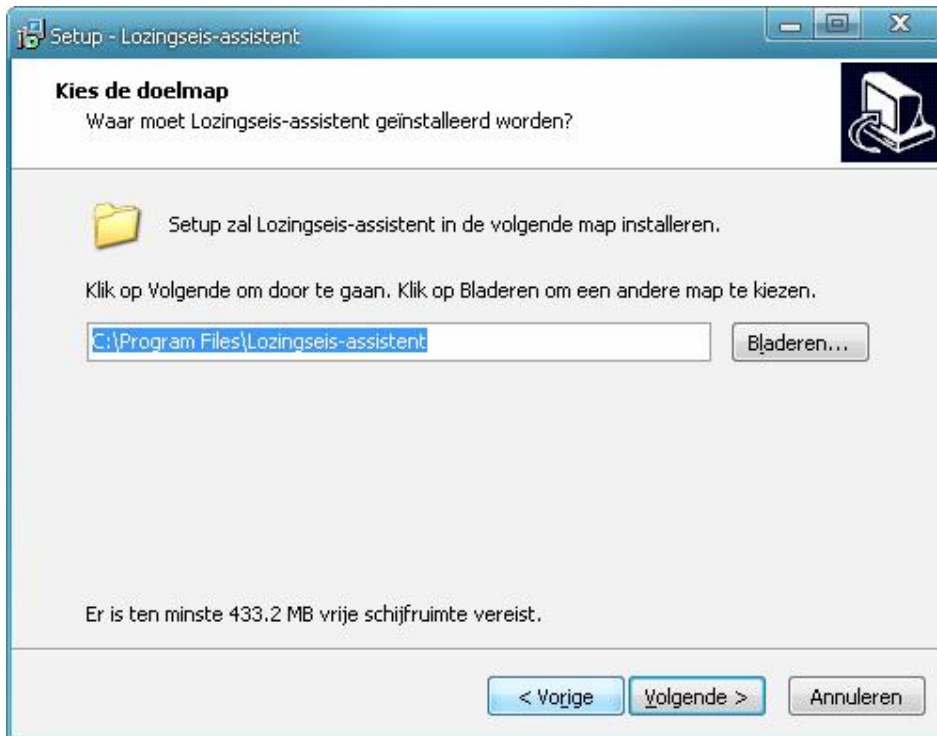 Setup - Lozingseis-assistent
Kies de doelmap
Waar moet Lozingseis-assistent geïnstalleerd worden?
Setup zal Lozingseis-assistent in de volgende map installeren.
Klik op Volgende om door te gaan. Klik op Bladeren om een andere map te kiezen.
C:\Program Files\Lozingseis-assistent
Bladeren...
Er is ten minste 433.2 MB vrije schijfruimte vereist.
< Vorige
Volgende >
Annuleren